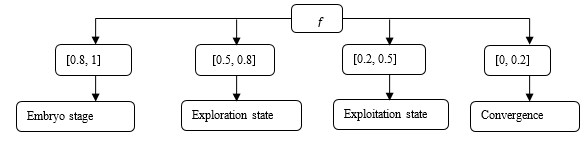 f
[0.8, 1] [0.5, 0.8] [0.2, 0.5] [0, 0.2]
Embryo stage Exploration state Exploitation state Convergence